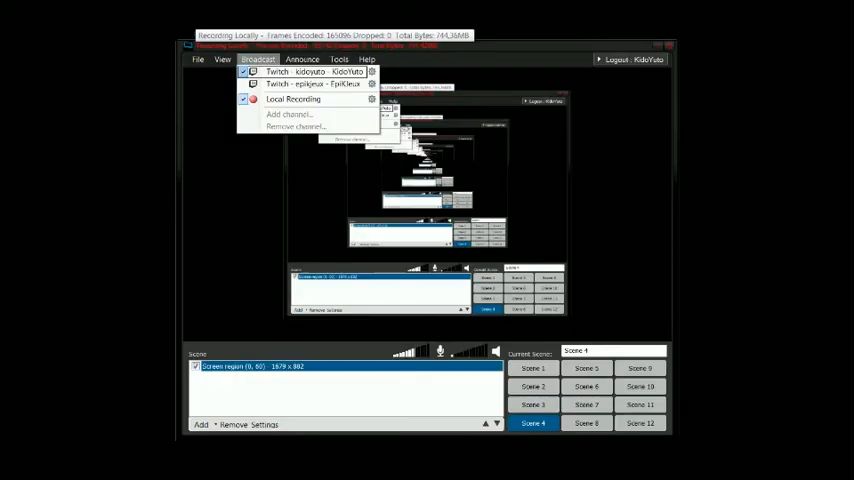 Recording Locally - Frames Encoded: 165096 Dropped: 0 Total Bytes: 744,36MB
File View Broadcast Announce Tools Help
Logout : KidoYuto
Twitch - kidoyuto - KidoYuto
Twitch - epikjeux - EpiKJeux
Local Recording
Add channel...
Remove channel...
Scene
Screen region (0, 60) - 1679 x 802
Add Remove Settings
Current Scene:
Scene 4
Scene 1 Scene 5 Scene 9
Scene 2 Scene 6 Scene 10
Scene 3 Scene 7 Scene 11
Scene 4 Scene 8 Scene 12